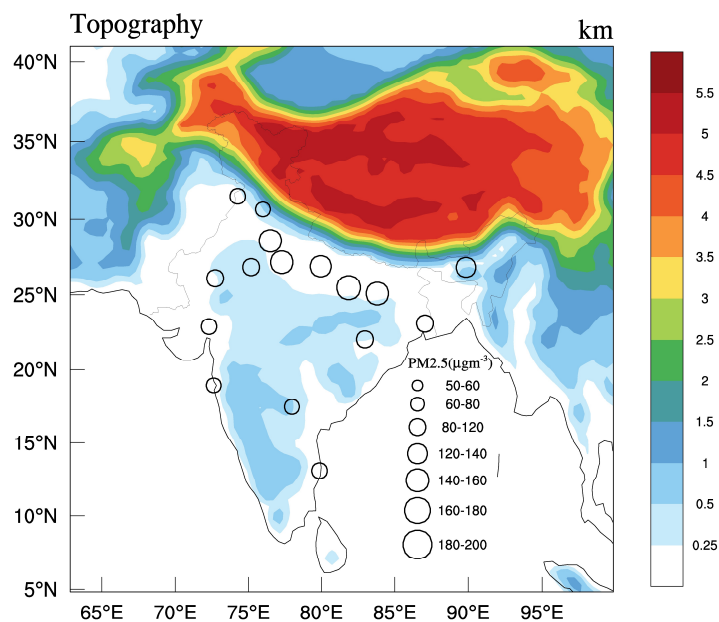 Topography
km
40°N
35°N
30°N
25°N
20°N
15°N
10°N
5°N
65°E
70°E
75°E
80°E
85°E
90°E
95°E
PM2.5(μgm⁻³)
50-60
60-80
80-120
120-140
140-160
160-180
180-200
5.5
5
4.5
4
3.5
3
2.5
2
1.5
1
0.5
0.25